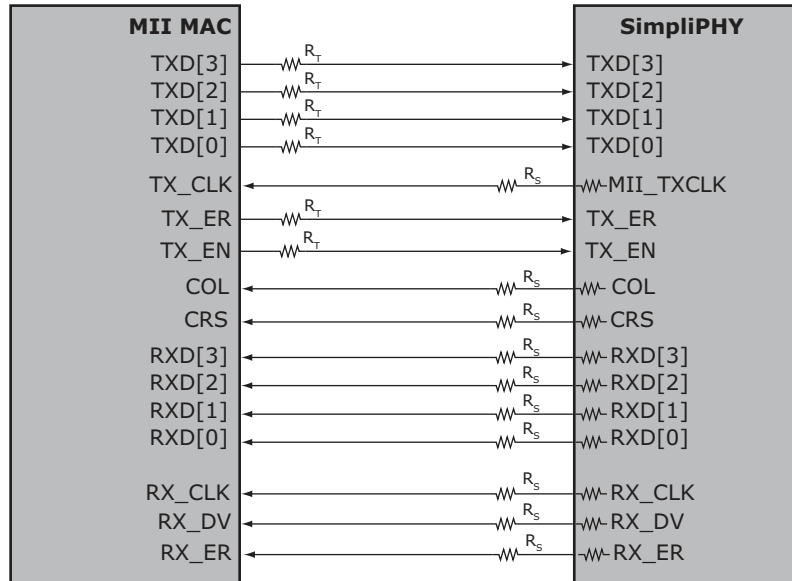 MII MAC SimpliPHY
TXD[3] R_T TXD[3]
TXD[2] R_T TXD[2]
TXD[1] R_T TXD[1]
TXD[0] R_T TXD[0]
TX_CLK R_S MII_TXCLK
TX_ER R_T TX_ER
TX_EN R_T TX_EN
COL R_S COL
CRS R_S CRS
RXD[3] R_S RXD[3]
RXD[2] R_S RXD[2]
RXD[1] R_S RXD[1]
RXD[0] R_S RXD[0]
RX_CLK R_S RX_CLK
RX_DV R_S RX_DV
RX_ER R_S RX_ER